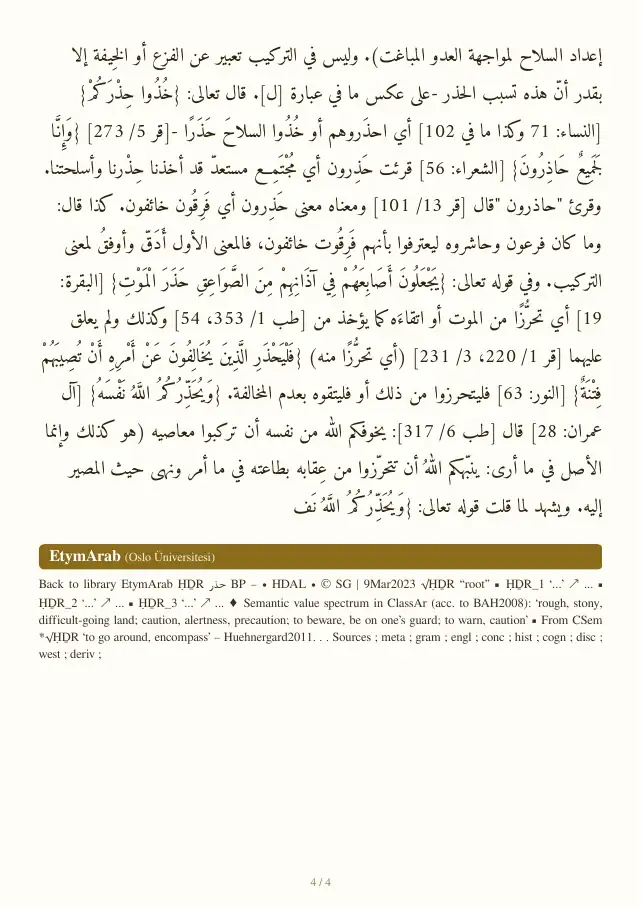 إعداد السلاح لمواجهة العدو المباغت). وليس في التركيب تعبير عن الفزع أو الخِيفة إلا
بقدر أنّ هذه تسبب الحذر -على عكس ما في عبارة [ل]. قال تعالى: {خُذُوا حِذْرَكُمْ}
[النساء: 71 وكذا ما في 102] أي احذَروهم أو خُذُوا السلاحَ حَذَرًا -[قر 5/ 273] {وَإِنَّا
لَجَمِيعٌ حَاذِرُونَ} [الشعراء: 56] قرئت حَذِرون أي مُجْتَمِع مستعدّ قد أخذنا حِذْرنا وأسلحتنا.
وقرئ "حاذرون "قال [قر 13/ 101] ومعناه معنى حَذِرون أي فَرِقُون خائفون. كذا قال:
وما كان فرعون وحاشروه ليعترفوا بأنهم فَرِقُوت خائفون، فالمعنى الأول أَدَقّ وأوفقُ لمعنى
التركيب. وفي قوله تعالى: {يَجْعَلُونَ أَصَابِعَهُمْ فِي آذَانِهِمْ مِنَ الصَّوَاعِقِ حَذَرَ الْمَوْتِ} [البقرة:
19] أي تحرُّزًا من الموت أو اتقاءَه كما يؤخذ من [طب 1/ 353، 54] وكذلك ولم يعلق
عليهما [قر 1/ 220، 3/ 231] (أي تحرُّزًا منه) {فَلْيَحْذَرِ الَّذِينَ يُخَالِفُونَ عَنْ أَمْرِهِ أَنْ تُصِيبَهُمْ
فِتْنَةٌ} [النور: 63] فليتحرزوا من ذلك أو فليتقوه بعدم المخالفة. {وَيُحَذِّرُكُمُ اللَّهُ نَفْسَهُ} [آل
عمران: 28] قال [طب 6/ 317]: يخوفكم الله من نفسه أن تركبوا معاصيه (هو كذلك وإنما
الأصل في ما أرى: ينبّهكم اللهُ أن تتحرّزوا من عِقابه بطاعته في ما أمر ونهى حيث المصير
إليه. ويشهد لما قلت قوله تعالى: {وَيُحَذِّرُكُمُ اللَّهُ نَف
EtymArab (Oslo Üniversitesi)
Back to library EtymArab ḤḎR حذر BP – • HDAL • © SG | 9Mar2023 √ḤḎR “root” ▪ ḤḎR_1 ‘…’ ↗ ... ▪
ḤḎR_2 ‘…’ ↗ ... ▪ ḤḎR_3 ‘…’ ↗ ... ♦ Semantic value spectrum in ClassAr (acc. to BAH2008): ‘rough, stony,
difficult-going land; caution, alertness, precaution; to beware, be on one’s guard; to warn, caution’ ▪ From CSem
*√ḤḎR ‘to go around, encompass’ – Huehnergard2011. . . Sources ; meta ; gram ; engl ; conc ; hist ; cogn ; disc ;
west ; deriv ;
4 / 4